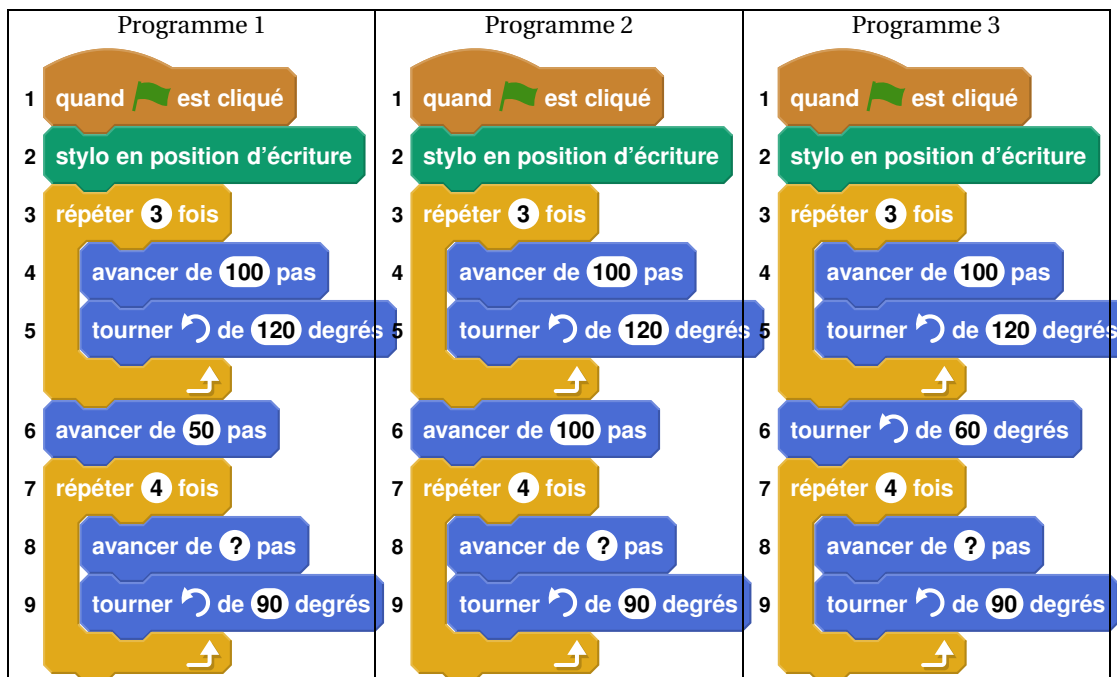 Programme 1
1 quand est cliqué
2 stylo en position d'écriture
3 répéter 3 fois
4 avancer de 100 pas
5 tourner de 120 degrés
6 avancer de 50 pas
7 répéter 4 fois
8 avancer de ? pas
9 tourner de 90 degrés
Programme 2
1 quand est cliqué
2 stylo en position d'écriture
3 répéter 3 fois
4 avancer de 100 pas
5 tourner de 120 degrés
6 avancer de 100 pas
7 répéter 4 fois
8 avancer de ? pas
9 tourner de 90 degrés
Programme 3
1 quand est cliqué
2 stylo en position d'écriture
3 répéter 3 fois
4 avancer de 100 pas
5 tourner de 120 degrés
6 tourner de 60 degrés
7 répéter 4 fois
8 avancer de ? pas
9 tourner de 90 degrés